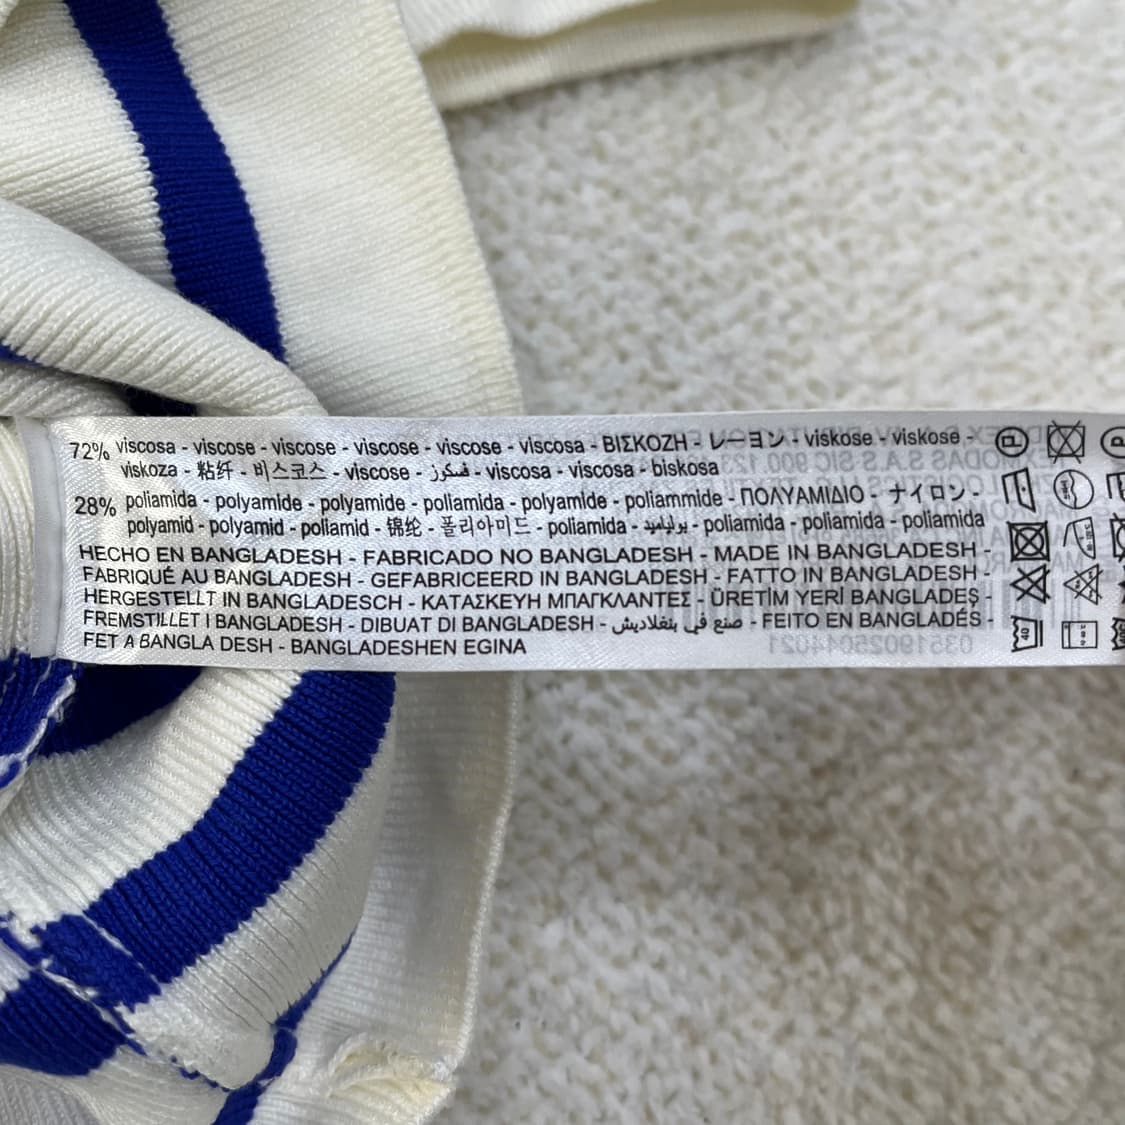 72% viscosa - viscose - viscose - viscose - viscose - viscosa - ΒΙΣΚΟΖΗ - レーヨン - viskose - viskose -
viskoza - 粘纤 - 비스코스 - viscose - فسكوز - viscosa - viscosa - biskosa
28% poliamida - polyamide - polyamide - poliamida - polyamide - poliammide - ΠΟΛΥΑΜΙΔΙΟ - ナイロン -
polyamid - polyamid - poliamid - 锦纶 - 폴리아미드 - poliamida - بولياميد - poliamida - poliamida - poliamida
HECHO EN BANGLADESH - FABRICADO NO BANGLADESH - MADE IN BANGLADESH -
FABRIQUÉ AU BANGLADESH - GEFABRICEERD IN BANGLADESH - FATTO IN BANGLADESH -
HERGESTELLT IN BANGLADESCH - ΚΑΤΑΣΚΕΥΗ ΜΠΑΓΚΛΑΝΤΕΣ - ÜRETİM YERİ BANGLADEŞ -
FREMSTILLET I BANGLADESH - DIBUAT DI BANGLADESH - صنع في بنغلاديش - FEITO EN BANGLADÉS -
FET A BANGLA DESH - BANGLADESHEN EGINA
40